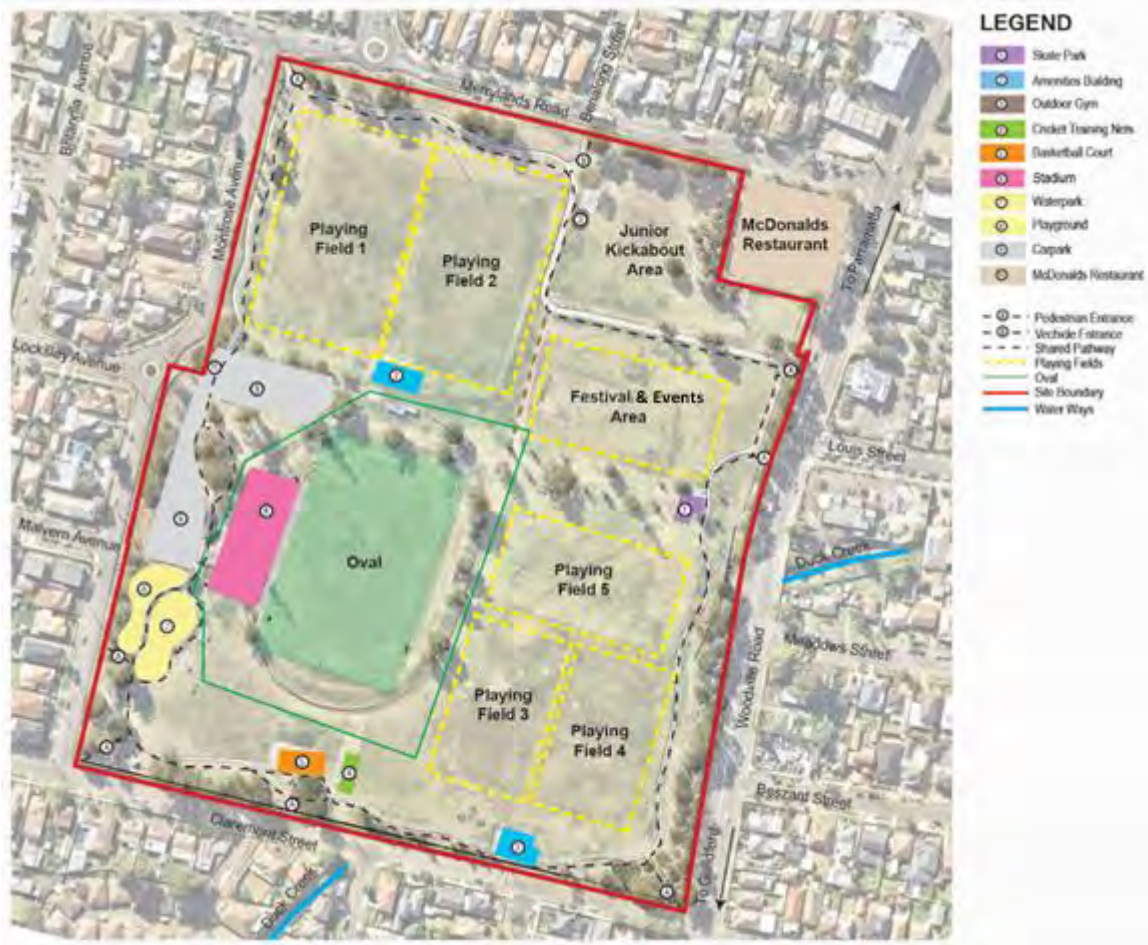 LEGEND
Skate Park
Amenities Building
Outdoor Gym
Cricket Training Nets
Basketball Court
Stadium
Waterpark
Playground
Carpark
McDonalds Restaurant
Pedestrian Entrance
Vechicle Entrance
Shared Pathway
Playing Fields
Oval
Site Boundary
Water Ways
Avenue
Merrylands Road
Bennalong Street
Montrose Avenue
Playing
Field 1
Playing
Field 2
Junior
Kickabout
Area
McDonalds
Restaurant
To Parramatta
Lockbay Avenue
Festival & Events
Area
Louis Street
Malvern Avenue
Oval
Playing
Field 5
Duck Creek
Meadows Street
Woodville Road
Playing
Field 3
Playing
Field 4
Street
Claremont Street
To Guildford
Duck Creek